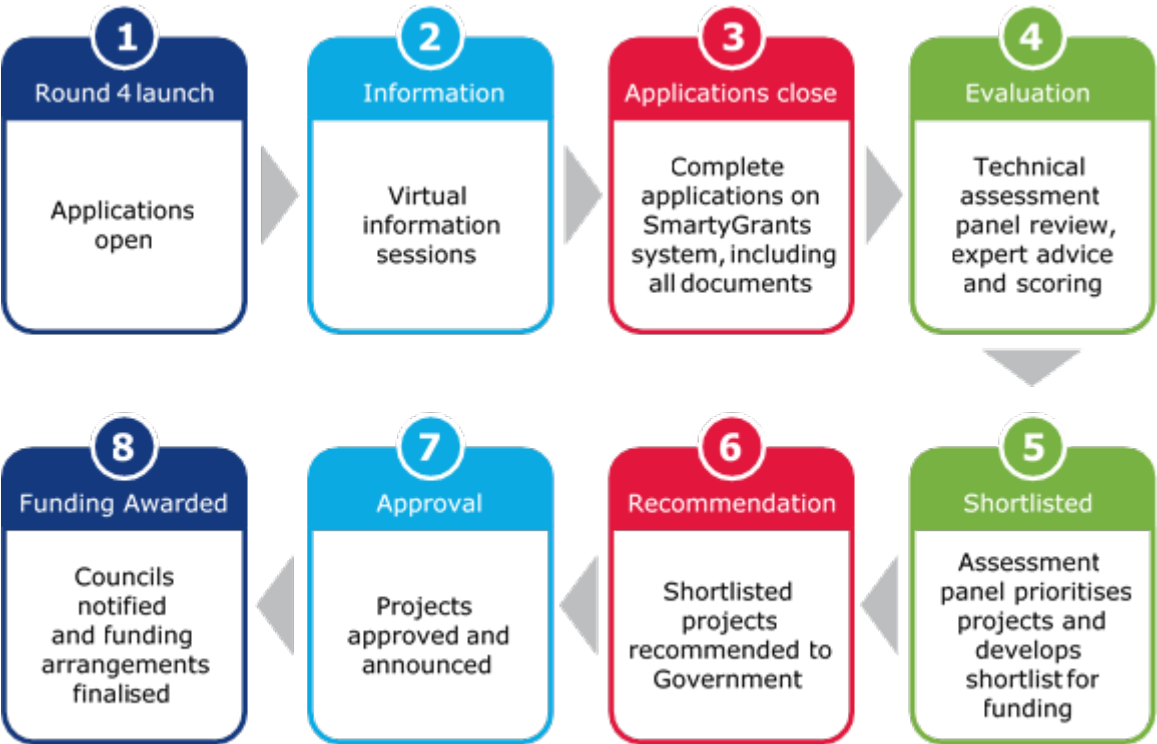 1
Round 4 launch
Applications
open
2
Information
Virtual
information
sessions
3
Applications close
Complete
applications on
SmartyGrants
system, including
all documents
4
Evaluation
Technical
assessment
panel review,
expert advice
and scoring
5
Shortlisted
Assessment
panel prioritises
projects and
develops
shortlist for
funding
6
Recommendation
Shortlisted
projects
recommended to
Government
7
Approval
Projects
approved and
announced
8
Funding Awarded
Councils
notified
and funding
arrangements
finalised